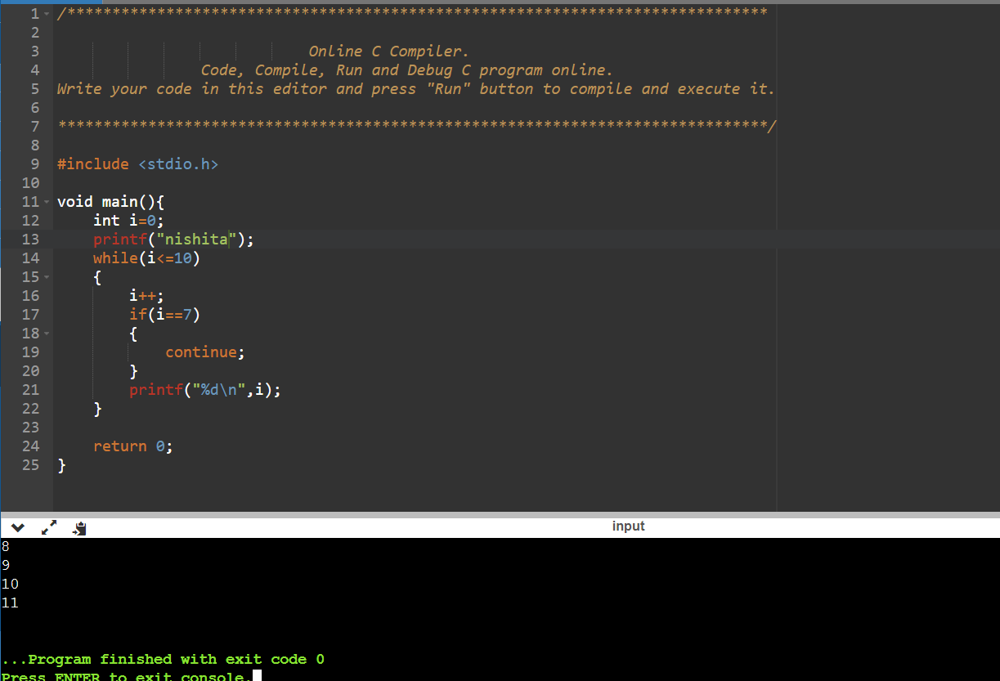 1 /******************************************************************************
2
3 Online C Compiler.
4 Code, Compile, Run and Debug C program online.
5 Write your code in this editor and press "Run" button to compile and execute it.
6
7 *******************************************************************************/
8
9 #include <stdio.h>
10
11 void main(){
12 int i=0;
13 printf("nishita");
14 while(i<=10)
15 {
16 i++;
17 if(i==7)
18 {
19 continue;
20 }
21 printf("%d\n",i);
22 }
23
24 return 0;
25 }
input
8
9
10
11
...Program finished with exit code 0
Press ENTER to exit console.